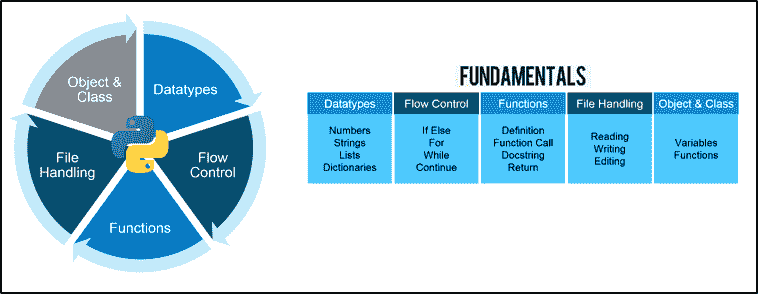 Object &
Class
Datatypes
File
Handling
Flow
Control
Functions
FUNDAMENTALS
Datatypes
Flow Control
Functions
File Handling
Object & Class
Numbers
Strings
Lists
Dictionaries
If Else
For
While
Continue
Definition
Function Call
Docstring
Return
Reading
Writing
Editing
Variables
Functions